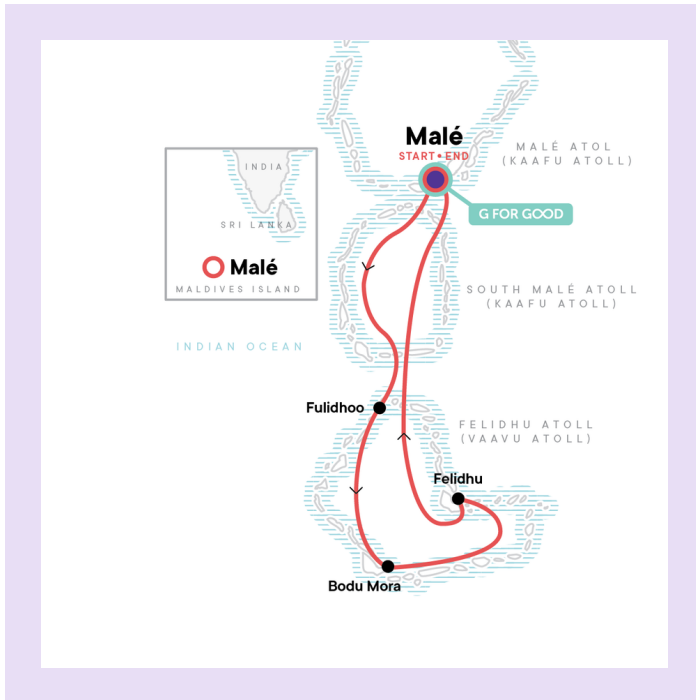 Malé
START • END
MALÉ ATOL
(KAAFU ATOLL)
INDIA
SRI LANKA
G FOR GOOD
Malé
MALDIVES ISLAND
SOUTH MALÉ ATOLL
(KAAFU ATOLL)
INDIAN OCEAN
Fulidhoo
FELIDHU ATOLL
(VAAVU ATOLL)
Felidhu
Bodu Mora